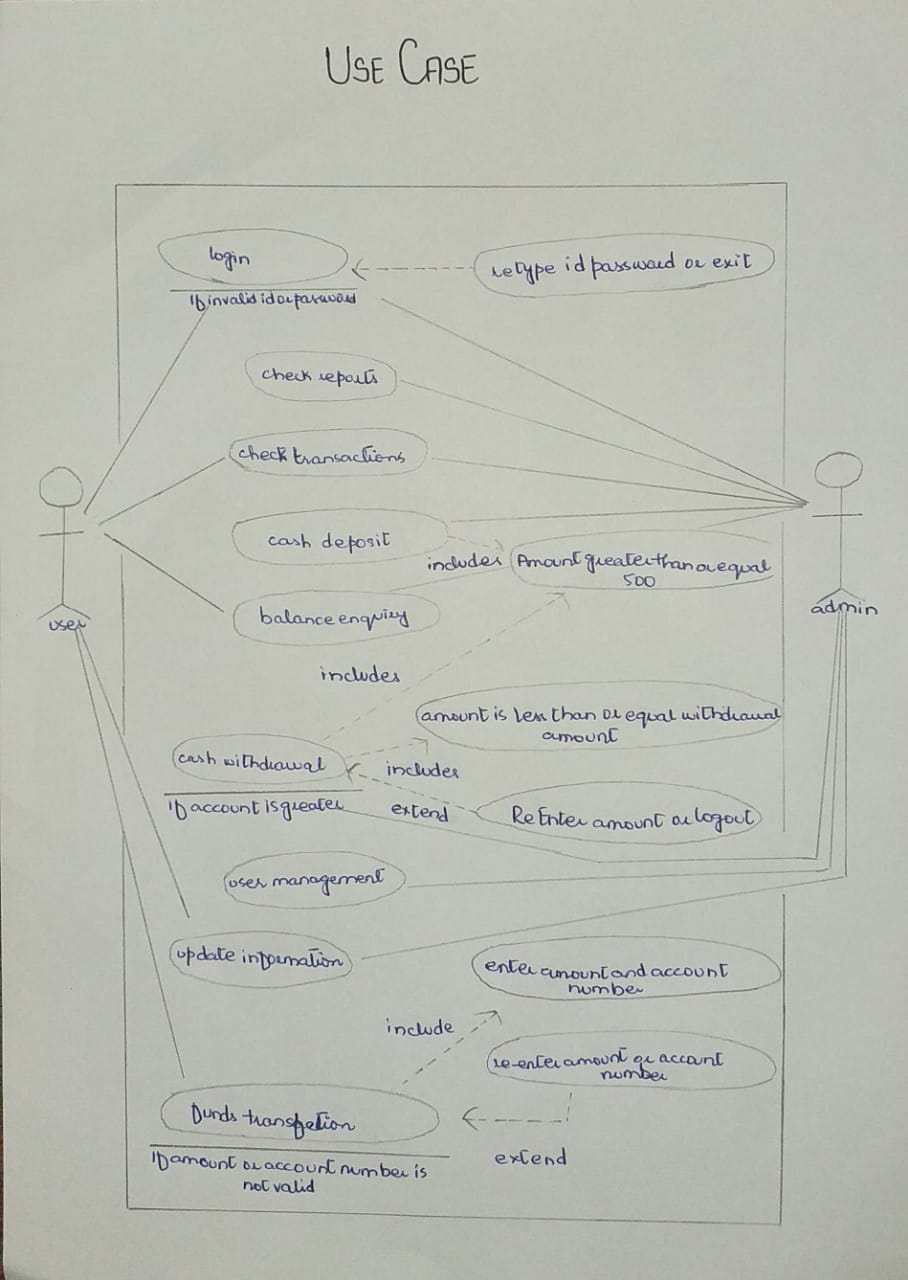 USE CASE
login
retype id password or exit
If invalid id or password
check reports
check transactions
cash deposit
includes
Amount greater than or equal
500
balance enquiry
user
admin
includes
amount is less than or equal withdrawal
amount
cash withdrawal
includes
If account is greater
extend
ReEnter amount or logout
user management
update information
enter amount and account
number
include
re-enter amount or account
number
Funds transfetion
extend
If amount or account number is
not valid